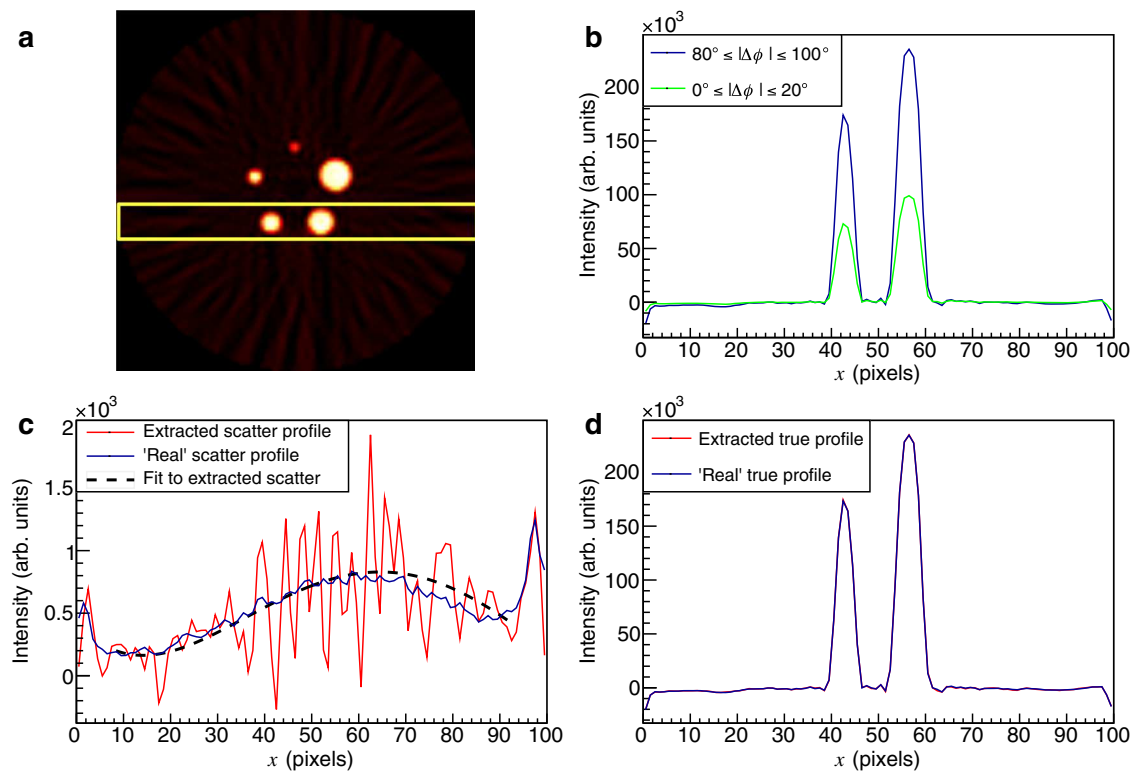 a
b
×10³
80° ≤ |Δϕ| ≤ 100°
0° ≤ |Δϕ| ≤ 20°
Intensity (arb. units)
200
150
100
50
0
0 10 20 30 40 50 60 70 80 90 100
x (pixels)
c
×10³
Extracted scatter profile
'Real' scatter profile
Fit to extracted scatter
Intensity (arb. units)
2
1.5
1
0.5
0
0 10 20 30 40 50 60 70 80 90 100
x (pixels)
d
×10³
Extracted true profile
'Real' true profile
Intensity (arb. units)
200
150
100
50
0
0 10 20 30 40 50 60 70 80 90 100
x (pixels)